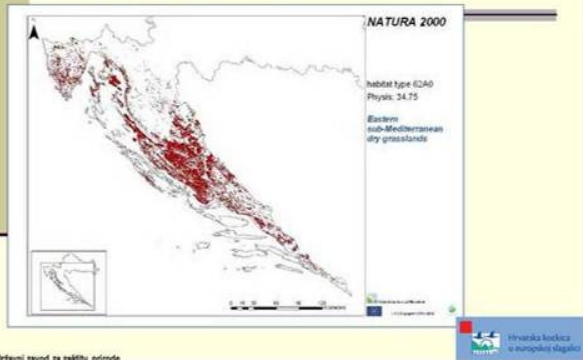 NATURA 2000
habitat type 62A0
Physis: 34.75
Eastern
sub-Mediterranean
dry grasslands
Državni zavod za zaštitu prirode
Hrvatska kockica
u europskoj slagalici